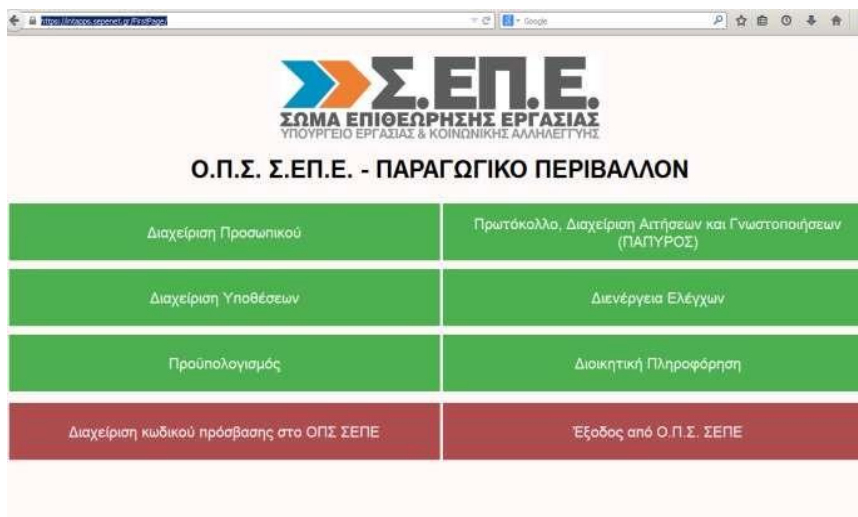 https://intapps.sepenet.gr/FirstPage/
Google
Σ.ΕΠ.Ε.
ΣΩΜΑ ΕΠΙΘΕΩΡΗΣΗΣ ΕΡΓΑΣΙΑΣ
ΥΠΟΥΡΓΕΙΟ ΕΡΓΑΣΙΑΣ & ΚΟΙΝΩΝΙΚΗΣ ΑΛΛΗΛΕΓΓΥΗΣ
Ο.Π.Σ. Σ.ΕΠ.Ε. - ΠΑΡΑΓΩΓΙΚΟ ΠΕΡΙΒΑΛΛΟΝ
Διαχείριση Προσωπικού
Πρωτόκολλο, Διαχείριση Αιτήσεων και Γνωστοποιήσεων
(ΠΑΠΥΡΟΣ)
Διαχείριση Υποθέσεων
Διενέργεια Ελέγχων
Προϋπολογισμός
Διοικητική Πληροφόρηση
Διαχείριση κωδικού πρόσβασης στο ΟΠΣ ΣΕΠΕ
Έξοδος από Ο.Π.Σ. ΣΕΠΕ